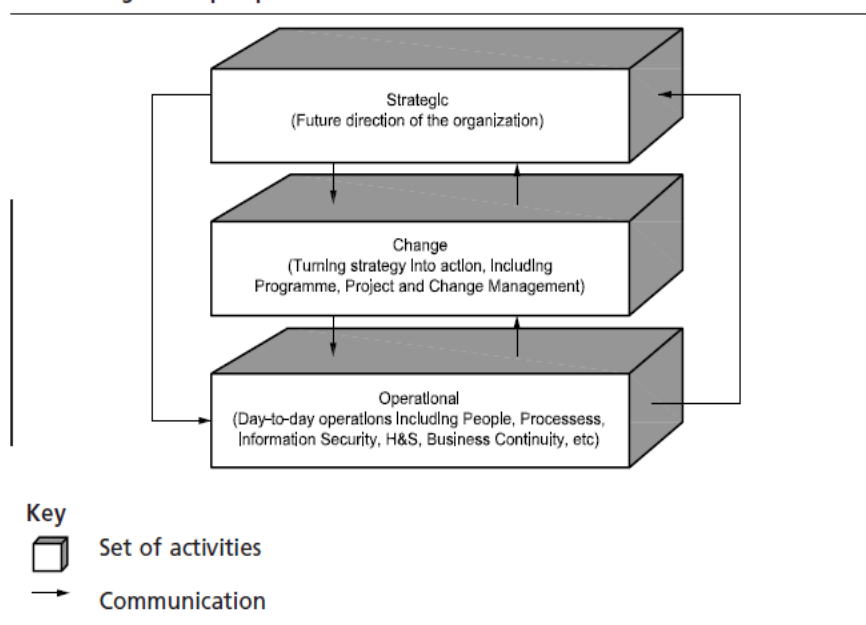 Strategic
(Future direction of the organization)
Change
(Turning strategy into action, including
Programme, Project and Change Management)
Operational
(Day-to-day operations including People, Processess,
Information Security, H&S, Business Continuity, etc)
Key
Set of activities
Communication